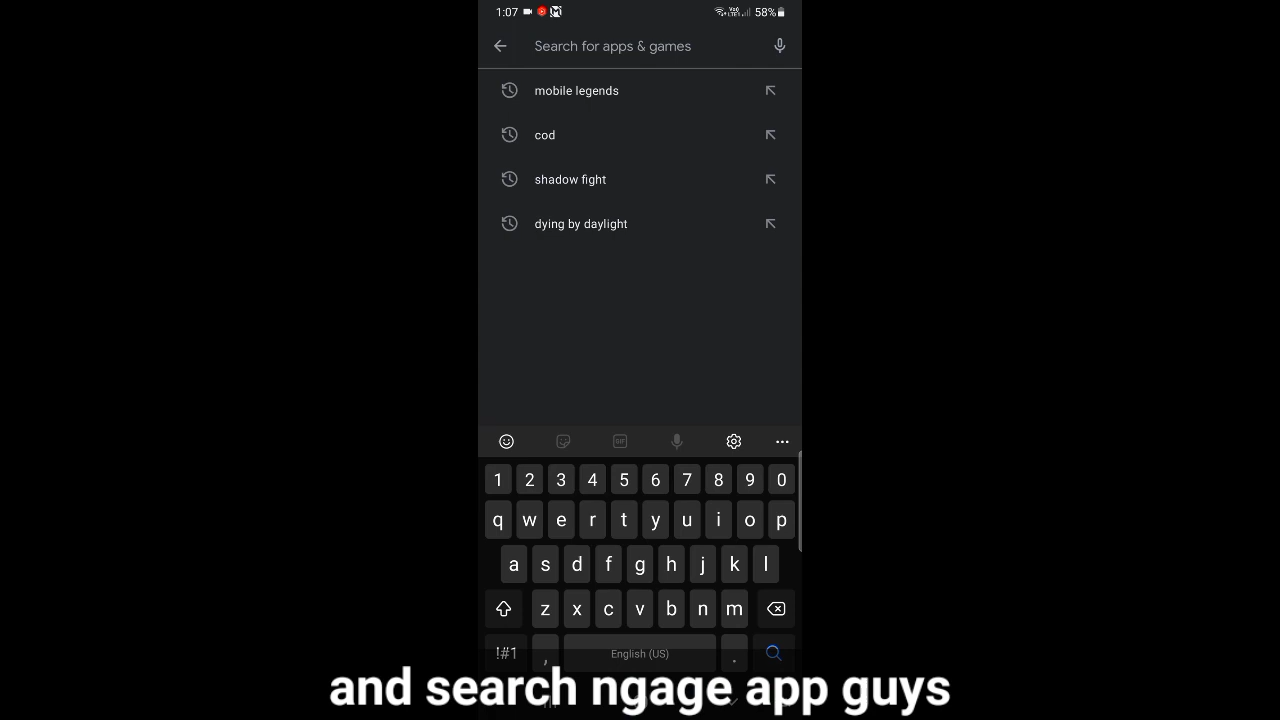 1:07
58%
Search for apps & games
mobile legends
cod
shadow fight
dying by daylight
GIF
1 2 3 4 5 6 7 8 9 0
q w e r t y u i o p
a s d f g h j k l
z x c v b n m
!#1 , English (US) .
and search ngage app guys